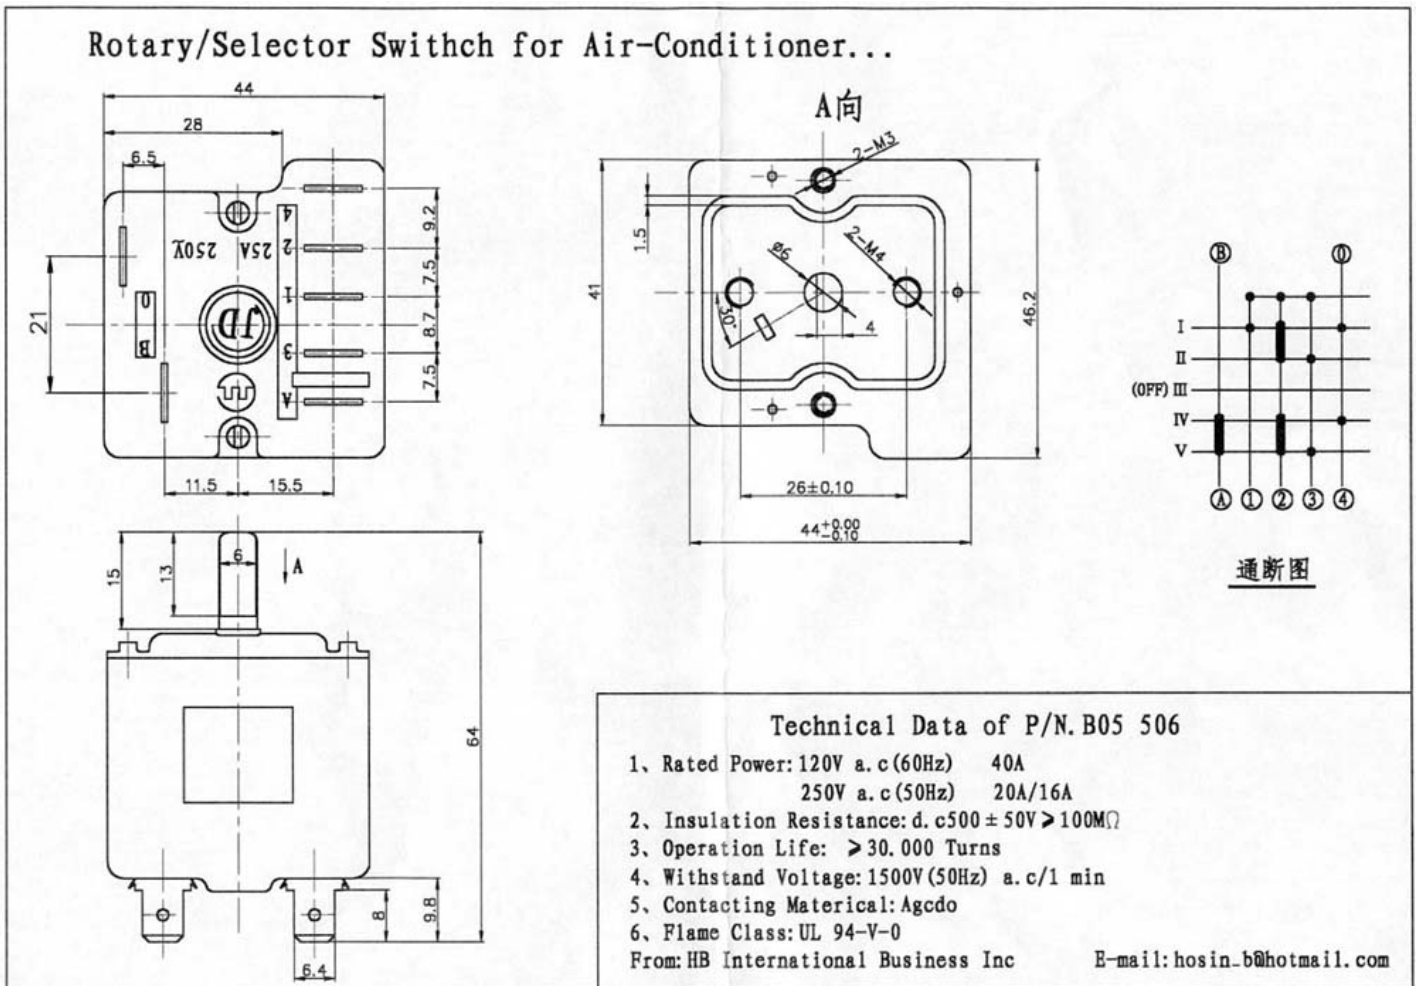 Rotary/Selector Swithch for Air-Conditioner...
44
28
6.5
4
9.2
250V 25A 2
7.5
21
0
JD
1
8.7
B
3
7.5
A
11.5
15.5
A向
2-M3
1.5
ø6
2-M4
41
30°
4
46.2
26±0.10
44+0.00
-0.10
B
0
I
II
(OFF) III
IV
V
A 1 2 3 4
通断图
15
13
6
A
64
8
9.8
6.4
Technical Data of P/N. B05 506
1、Rated Power: 120V a.c(60Hz) 40A
250V a.c(50Hz) 20A/16A
2、Insulation Resistance: d.c500±50V⩾100MΩ
3、Operation Life: ⩾30.000 Turns
4、Withstand Voltage: 1500V(50Hz) a.c/1 min
5、Contacting Materical: Agcdo
6、Flame Class: UL 94-V-0
From: HB International Business Inc E-mail: hosin_b@hotmail.com